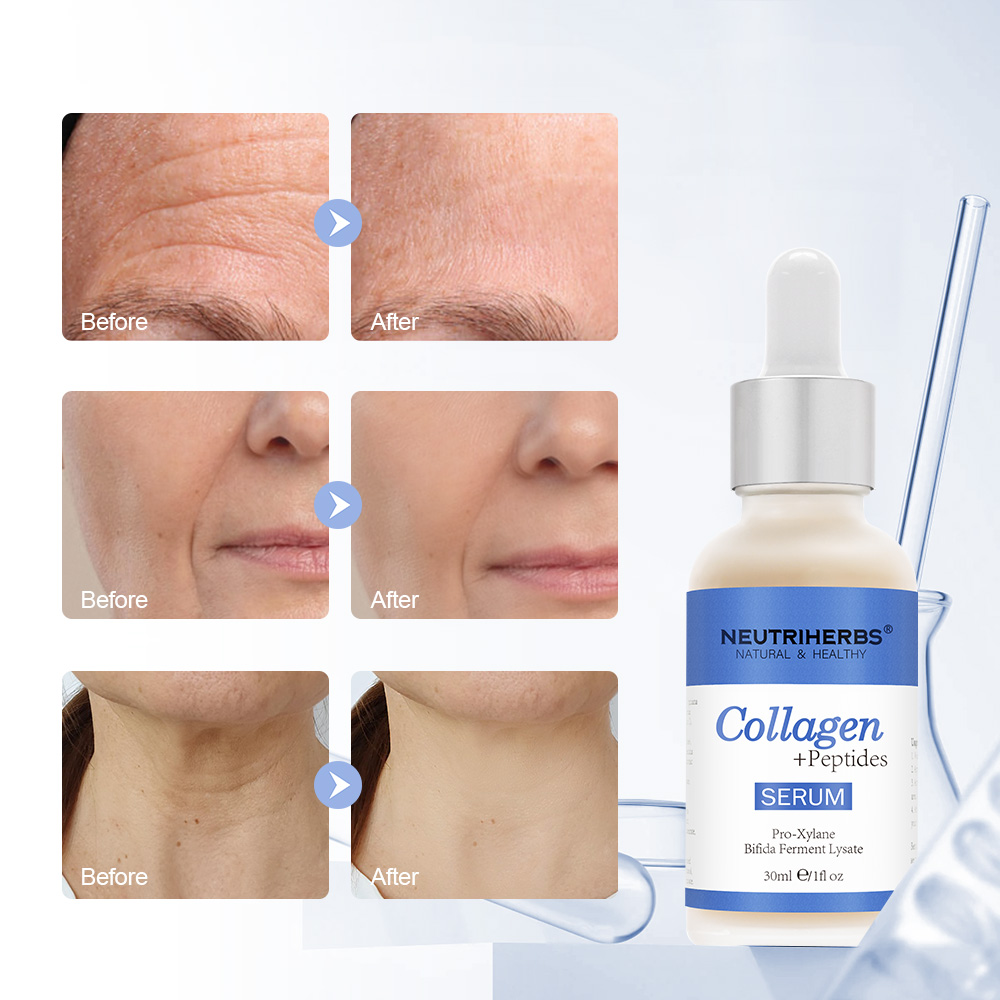 Before
After
Before
After
Before
After
NEUTRIHERBS®
NATURAL & HEALTHY
Collagen
+Peptides
SERUM
Pro-Xylane
Bifida Ferment Lysate
30ml ℮/1fl oz